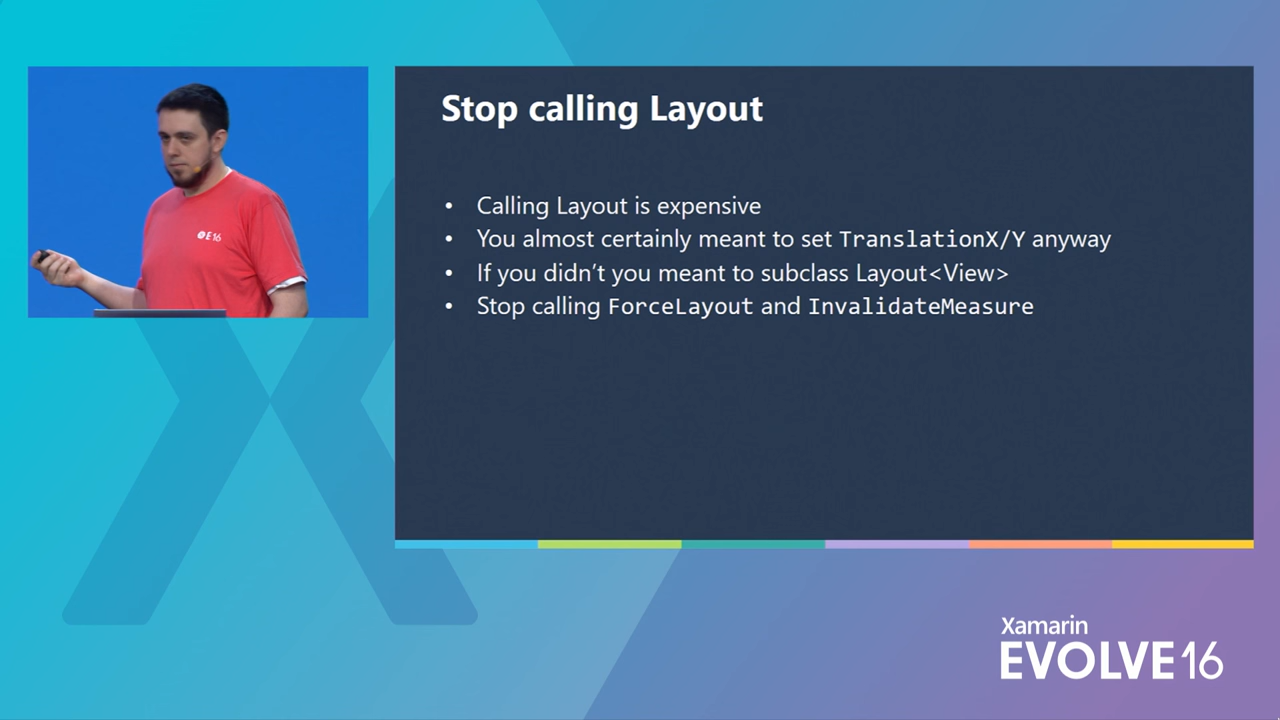 Stop calling Layout
• Calling Layout is expensive
• You almost certainly meant to set TranslationX/Y anyway
• If you didn’t you meant to subclass Layout<View>
• Stop calling ForceLayout and InvalidateMeasure
E16
Xamarin
EVOLVE16